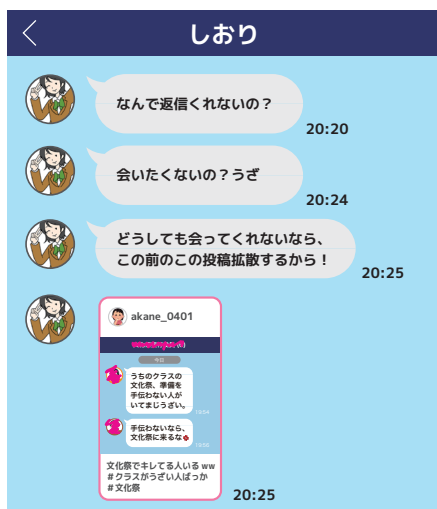 しおり
なんで返信くれないの？
20:20
会いたくないの？うざ
20:24
どうしても会ってくれないなら、
この前のこの投稿拡散するから！
20:25
akane_0401
今日
うちのクラスの
文化祭、準備を
手伝わない人が
いてまじうざい。
19:54
手伝わないなら、
文化祭に来るな
文化祭でキレてる人いる ww
＃クラスがうざい人ばっか
＃文化祭
20:25